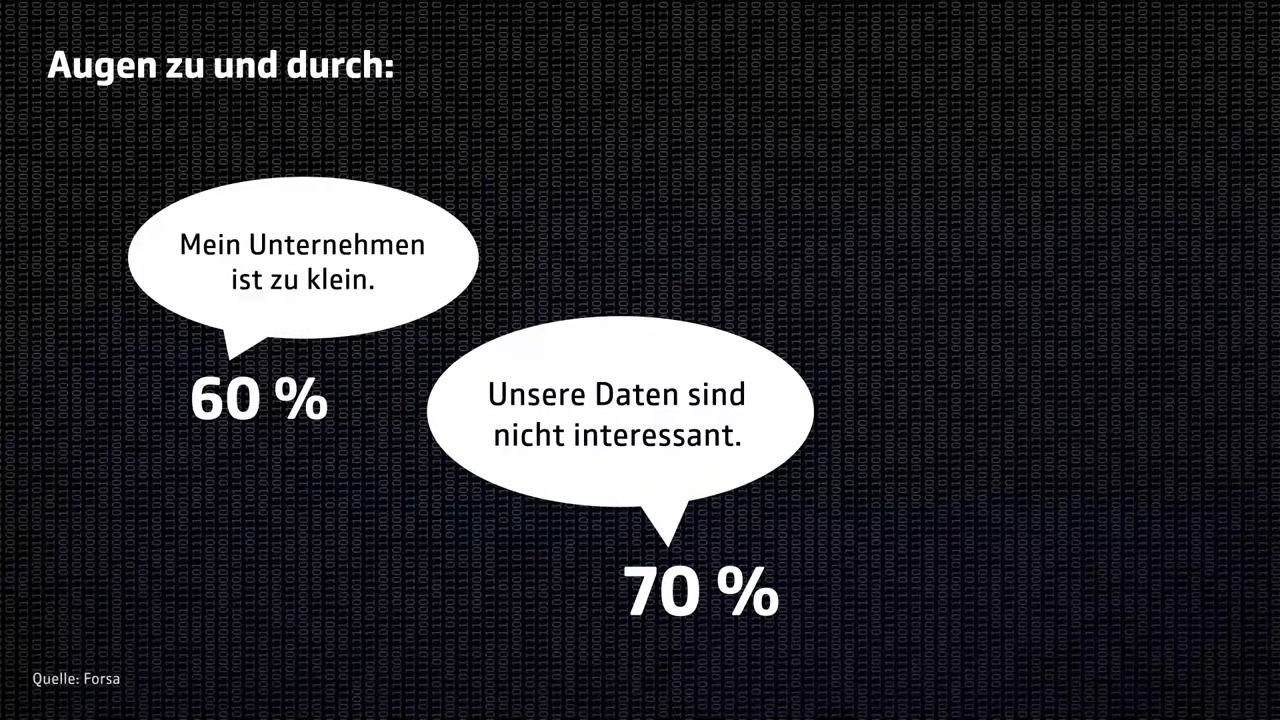 Augen zu und durch:
Mein Unternehmen
ist zu klein.
60 %
Unsere Daten sind
nicht interessant.
70 %
Quelle: Forsa